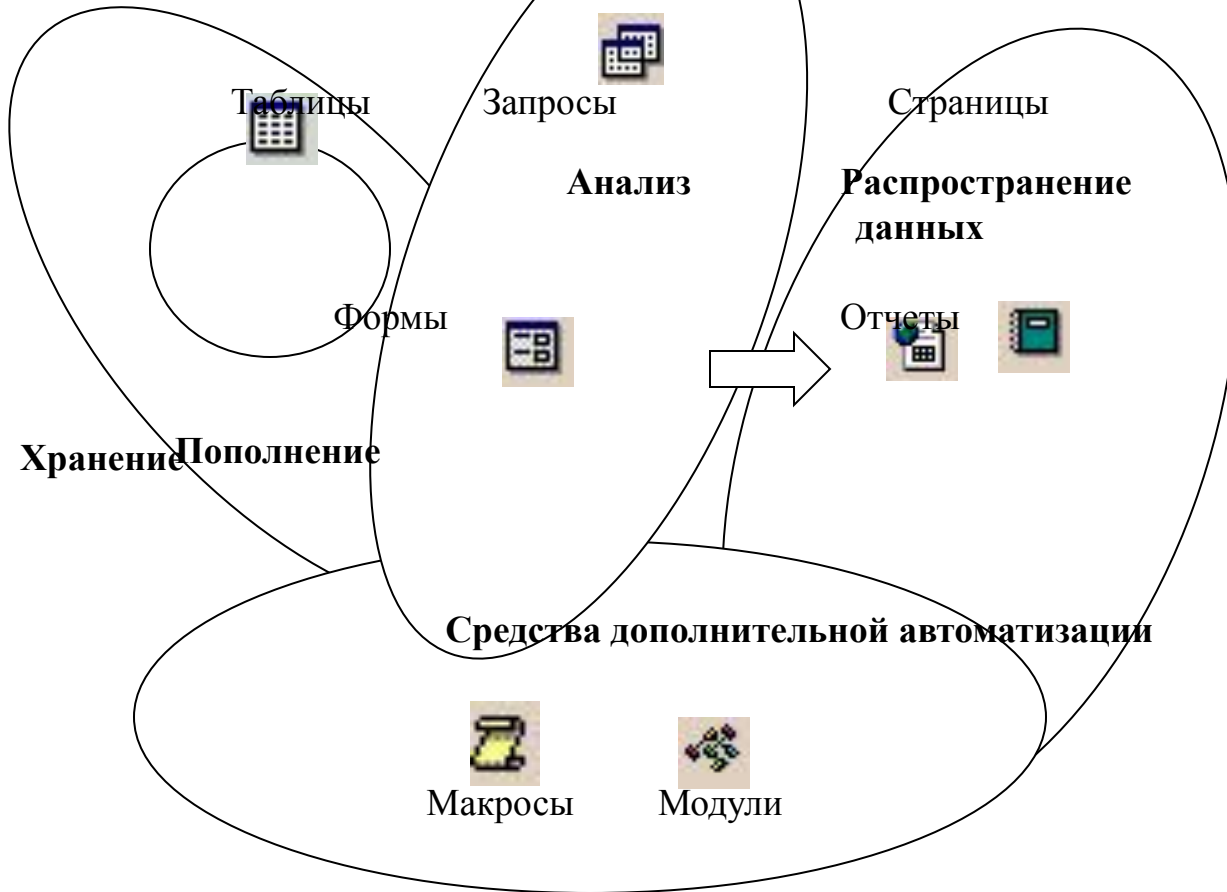 Таблицы
Запросы
Страницы
Анализ
Распространение
данных
Формы
Отчеты
Хранение
Пополнение
Средства дополнительной автоматизации
Макросы
Модули